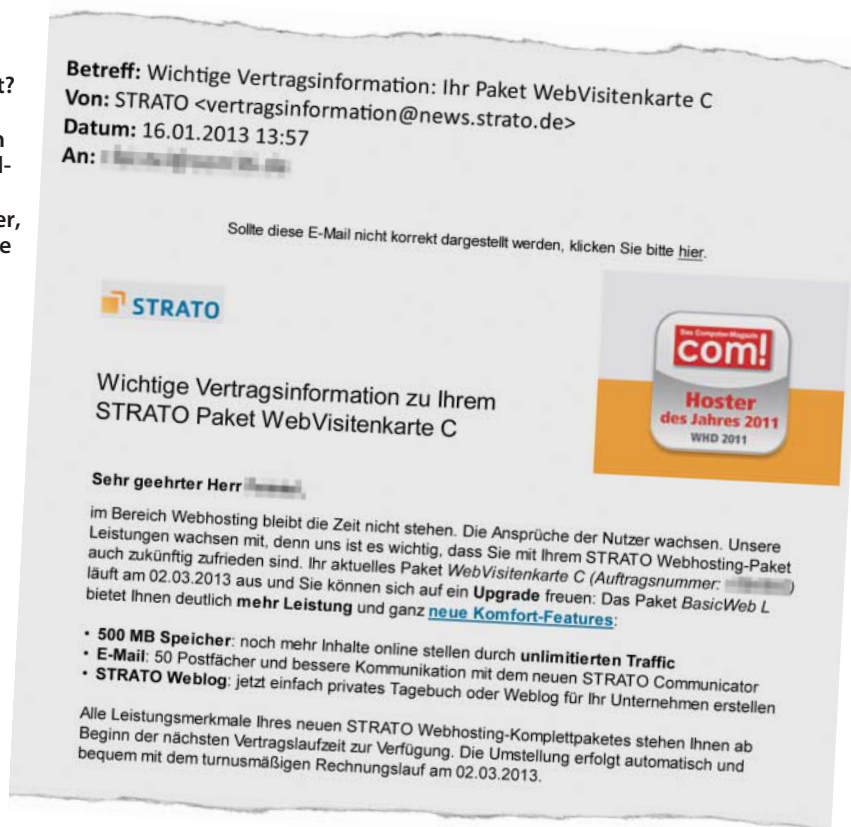 t?
n
l-
er,
e
Betreff: Wichtige Vertragsinformation: Ihr Paket WebVisitenkarte C
Von: STRATO <vertragsinformation@news.strato.de>
Datum: 16.01.2013 13:57
An:
Sollte diese E-Mail nicht korrekt dargestellt werden, klicken Sie bitte hier.
STRATO
Das Computer-Magazin
com!
Hoster
des Jahres 2011
WHD 2011
Wichtige Vertragsinformation zu Ihrem
STRATO Paket WebVisitenkarte C
Sehr geehrter Herr
im Bereich Webhosting bleibt die Zeit nicht stehen. Die Ansprüche der Nutzer wachsen. Unsere
Leistungen wachsen mit, denn uns ist es wichtig, dass Sie mit Ihrem STRATO Webhosting-Paket
auch zukünftig zufrieden sind. Ihr aktuelles Paket WebVisitenkarte C (Auftragsnummer: )
läuft am 02.03.2013 aus und Sie können sich auf ein Upgrade freuen: Das Paket BasicWeb L
bietet Ihnen deutlich mehr Leistung und ganz neue Komfort-Features:
• 500 MB Speicher: noch mehr Inhalte online stellen durch unlimitierten Traffic
• E-Mail: 50 Postfächer und bessere Kommunikation mit dem neuen STRATO Communicator
• STRATO Weblog: jetzt einfach privates Tagebuch oder Weblog für Ihr Unternehmen erstellen
Alle Leistungsmerkmale Ihres neuen STRATO Webhosting-Komplettpaketes stehen Ihnen ab
Beginn der nächsten Vertragslaufzeit zur Verfügung. Die Umstellung erfolgt automatisch und
bequem mit dem turnusmäßigen Rechnungslauf am 02.03.2013.